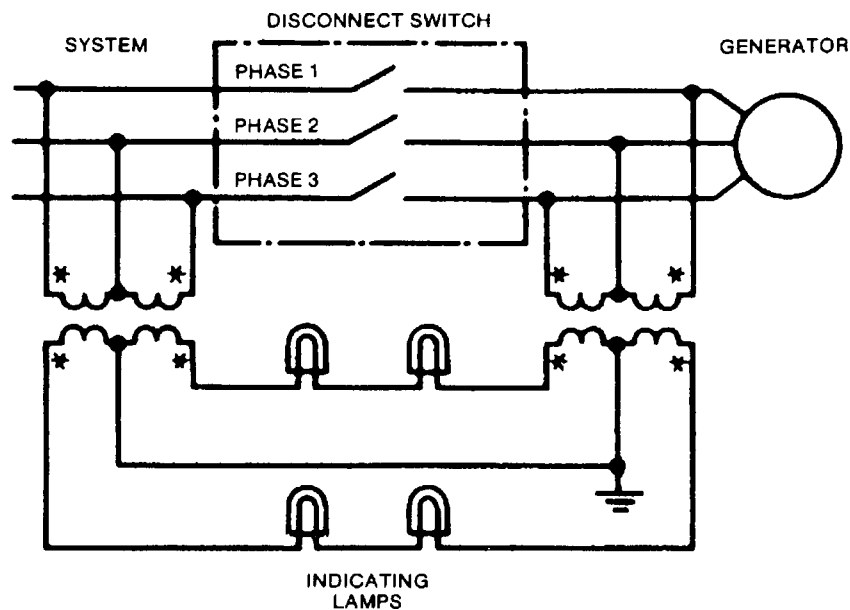 DISCONNECT SWITCH
SYSTEM
GENERATOR
PHASE 1
PHASE 2
PHASE 3
* *
* *
* *
* *
INDICATING
LAMPS